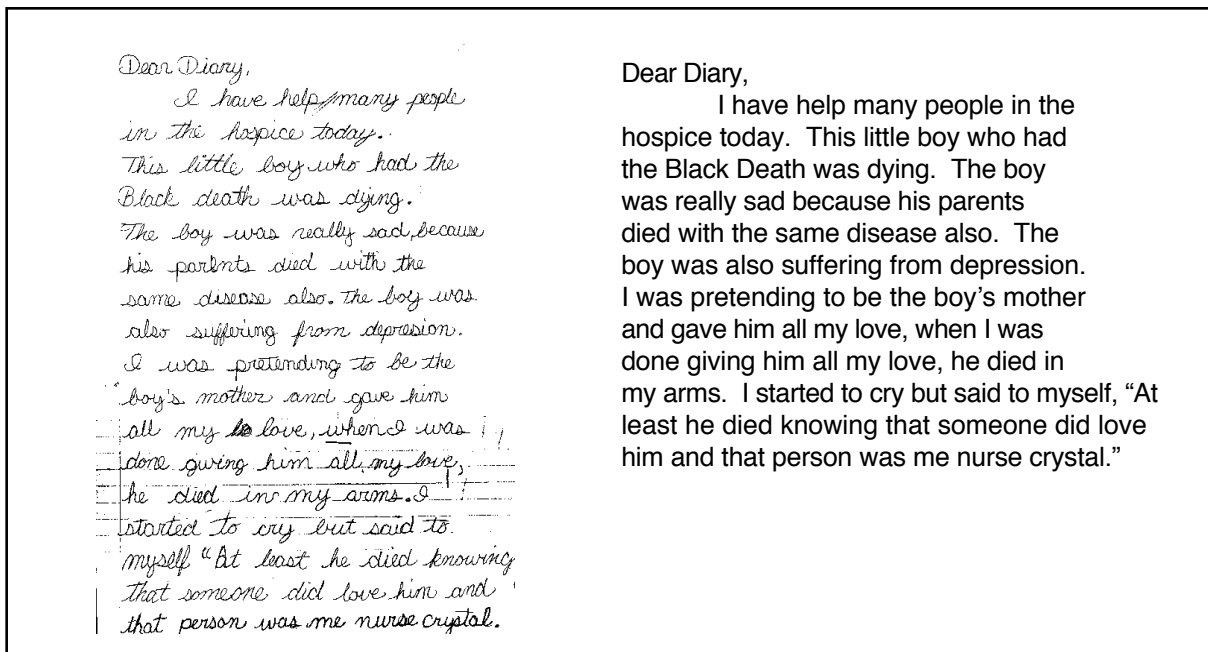 Dear Diary,
I have help many people
in the hospice today.
This little boy who had the
Black death was dying.
The boy was really sad, because
his parents died with the
same disease also. The boy was
also suffering from depresion.
I was pretending to be the
boy's mother and gave him
all my love, when I was
done giving him all my love,
he died in my arms. I
started to cry but said to
myself "At least he died knowing
that someone did love him and
that person was me nurse crystal.
Dear Diary,
I have help many people in the
hospice today. This little boy who had
the Black Death was dying. The boy
was really sad because his parents
died with the same disease also. The
boy was also suffering from depression.
I was pretending to be the boy's mother
and gave him all my love, when I was
done giving him all my love, he died in
my arms. I started to cry but said to myself, “At
least he died knowing that someone did love
him and that person was me nurse crystal.”